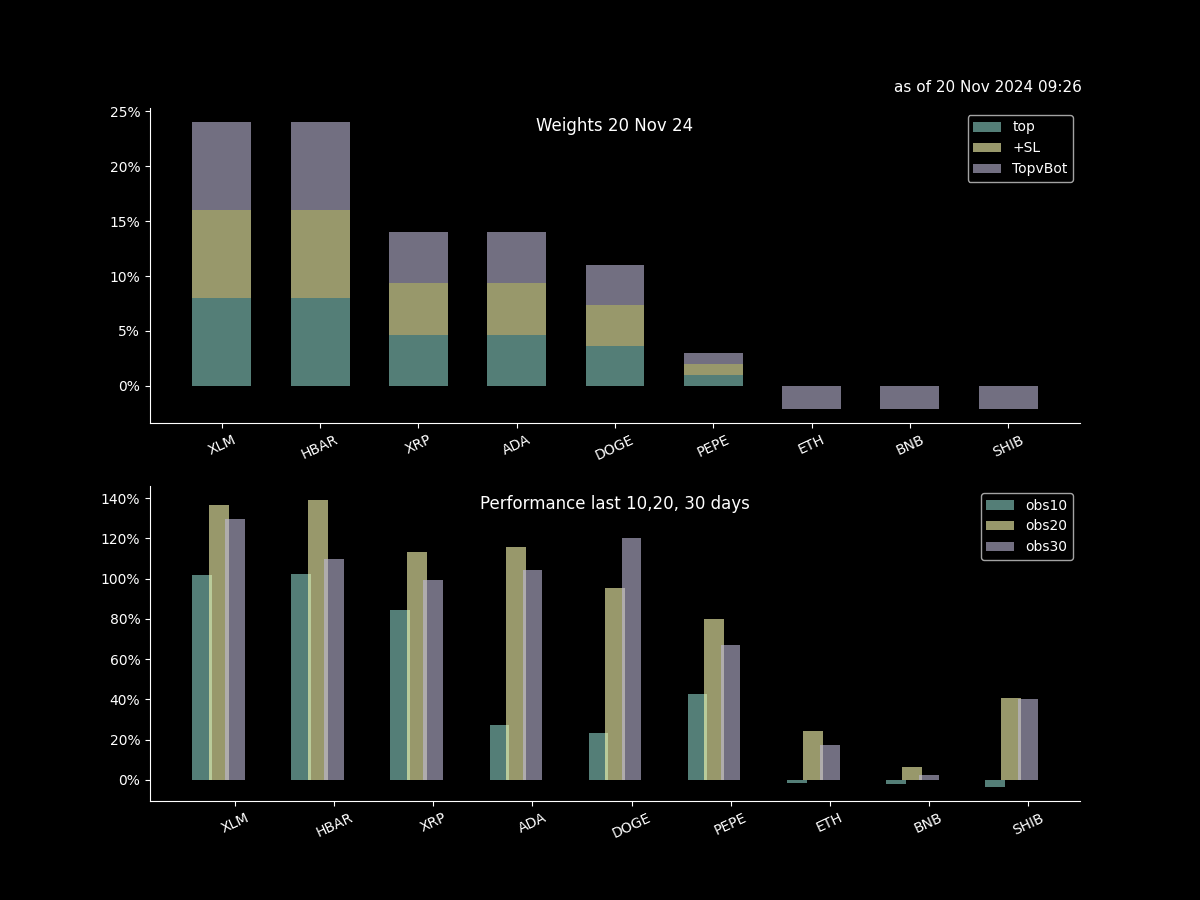 as of 20 Nov 2024 09:26
Weights 20 Nov 24
top
+SL
TopvBot
25%
20%
15%
10%
5%
0%
XLM HBAR XRP ADA DOGE PEPE ETH BNB SHIB
Performance last 10,20, 30 days
obs10
obs20
obs30
140%
120%
100%
80%
60%
40%
20%
0%
XLM HBAR XRP ADA DOGE PEPE ETH BNB SHIB